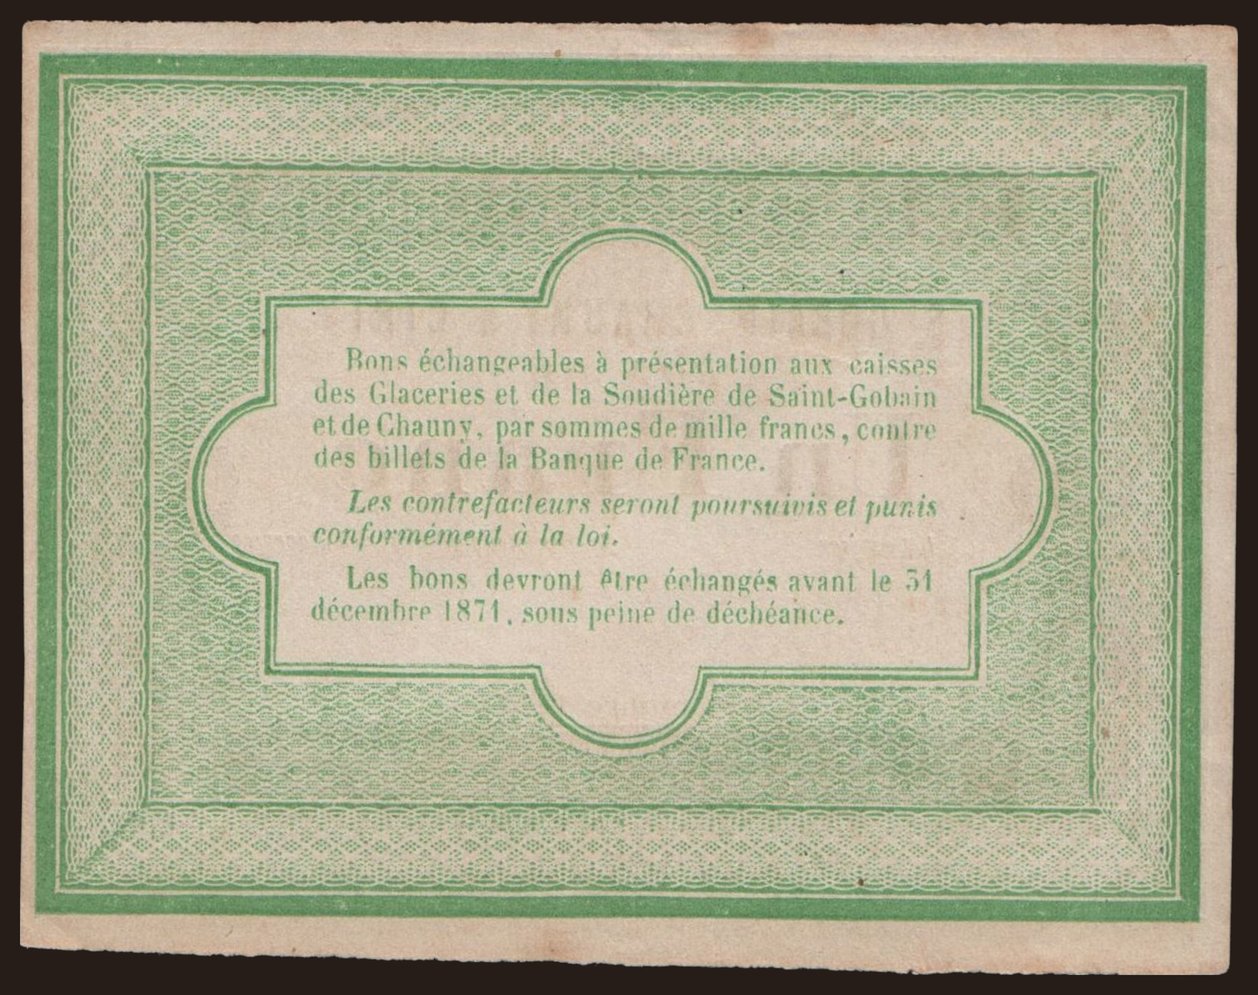 Bons échangeables à présentation aux caisses
des Glaceries et de la Soudière de Saint-Gobain
et de Chauny, par sommes de mille francs, contre
des billets de la Banque de France.
Les contrefacteurs seront poursuivis et punis
conformément à la loi.
Les bons devront être échangés avant le 31
décembre 1871, sous peine de déchéance.